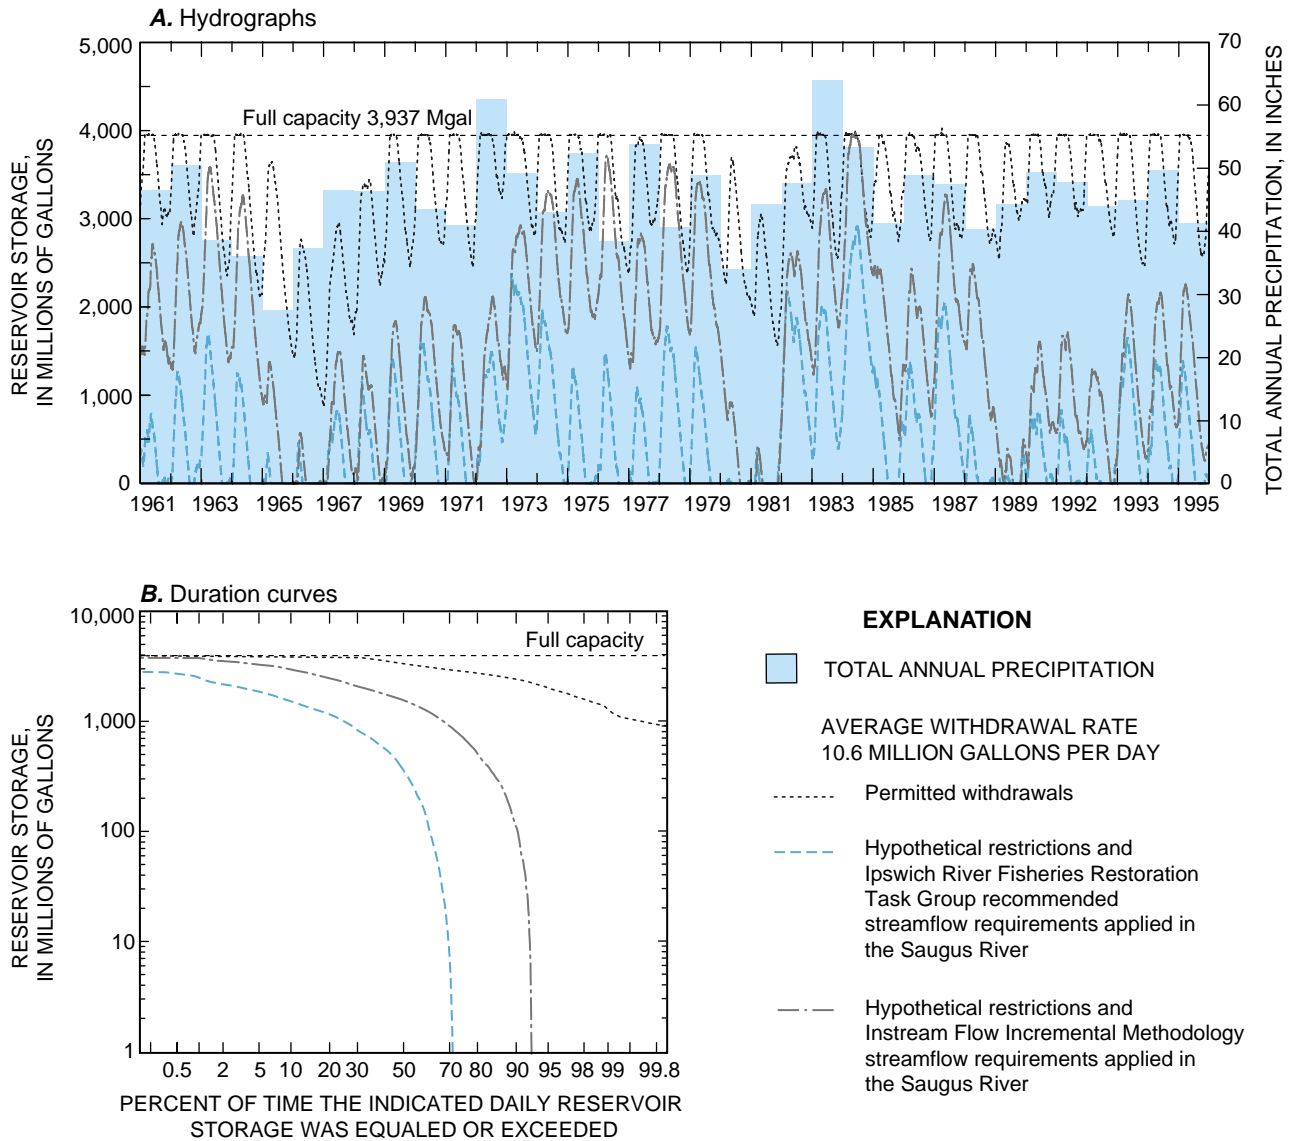 A. Hydrographs
RESERVOIR STORAGE,
IN MILLIONS OF GALLONS
5,000
4,000
3,000
2,000
1,000
0
Full capacity 3,937 Mgal
70
60
50
40
30
20
10
0
TOTAL ANNUAL PRECIPITATION, IN INCHES
1961 1963 1965 1967 1969 1971 1973 1975 1977 1979 1981 1983 1985 1987 1989 1992 1993 1995
B. Duration curves
RESERVOIR STORAGE,
IN MILLIONS OF GALLONS
10,000
1,000
100
10
1
Full capacity
0.5 2 5 10 20 30 50 70 80 90 95 98 99 99.8
PERCENT OF TIME THE INDICATED DAILY RESERVOIR
STORAGE WAS EQUALED OR EXCEEDED
EXPLANATION
TOTAL ANNUAL PRECIPITATION
AVERAGE WITHDRAWAL RATE
10.6 MILLION GALLONS PER DAY
Permitted withdrawals
Hypothetical restrictions and
Ipswich River Fisheries Restoration
Task Group recommended
streamflow requirements applied in
the Saugus River
Hypothetical restrictions and
Instream Flow Incremental Methodology
streamflow requirements applied in
the Saugus River